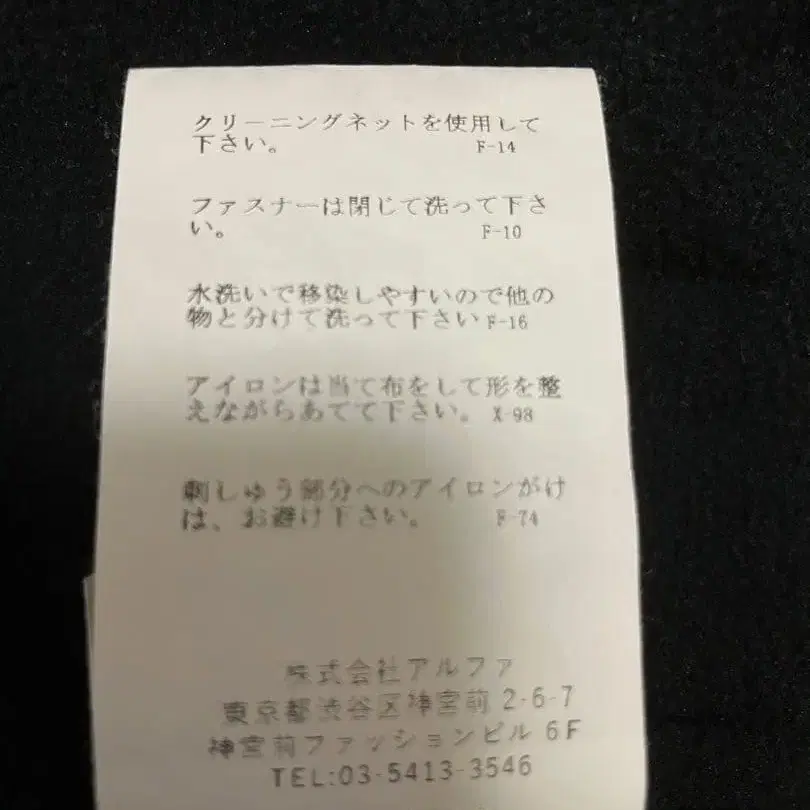 クリーニングネットを使用して
下さい。 F-14
ファスナーは閉じて洗って下さ
い。 F-10
水洗いで移染しやすいので他の
物と分けて洗って下さい F-16
アイロンは当て布をして形を整
えながらあてて下さい。 X-98
刺しゅう部分へのアイロンがけ
は、お避け下さい。 F-74
株式会社アルファ
東京都渋谷区神宮前 2-6-7
神宮前ファッションビル 6F
TEL:03-5413-3546